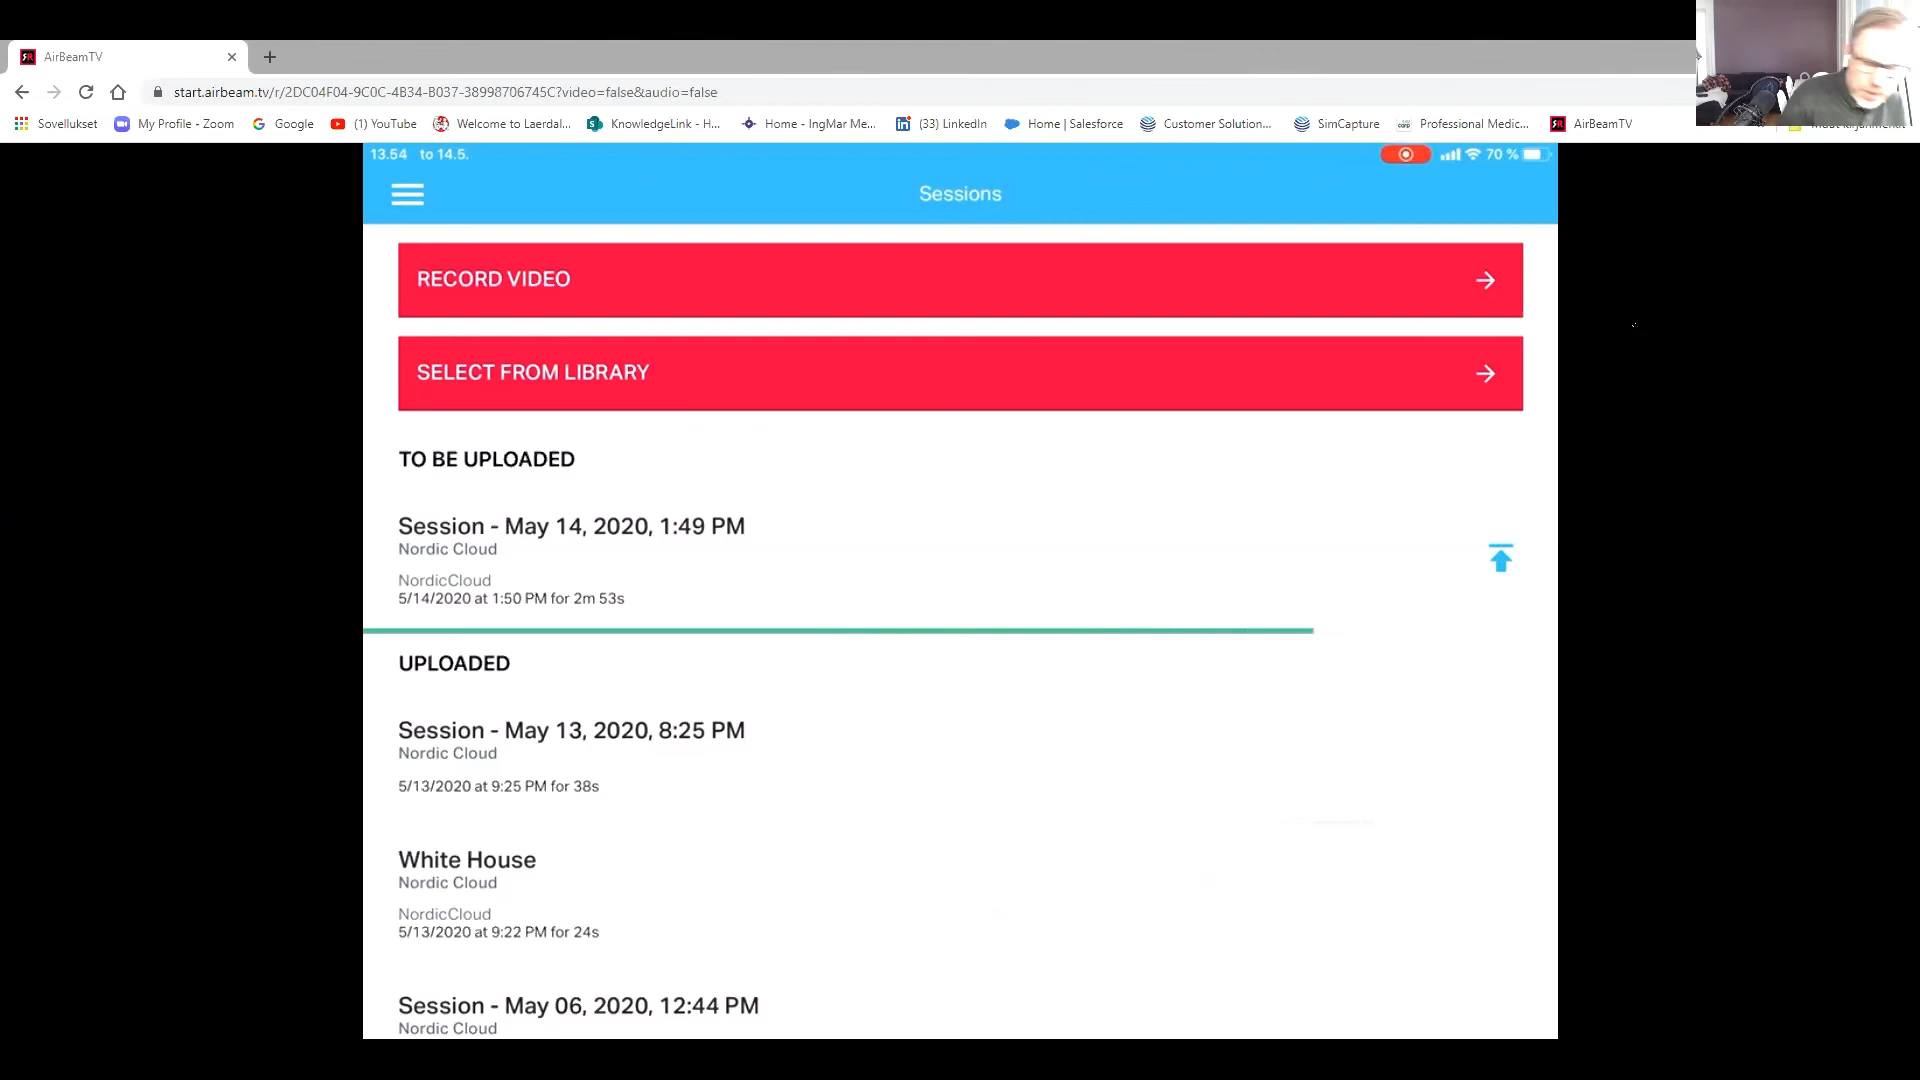 AirBeamTV
start.airbeam.tv/r/2DC04F04-9C0C-4B34-B037-38998706745C?video=false&audio=false
Sovellukset My Profile - Zoom Google (1) YouTube Welcome to Laerdal... KnowledgeLink - H... Home - IngMar Me... (33) LinkedIn Home | Salesforce Customer Solution... SimCapture Professional Medic... AirBeamTV
13.54 to 14.5. 70 %
Sessions
RECORD VIDEO
SELECT FROM LIBRARY
TO BE UPLOADED
Session - May 14, 2020, 1:49 PM
Nordic Cloud
NordicCloud
5/14/2020 at 1:50 PM for 2m 53s
UPLOADED
Session - May 13, 2020, 8:25 PM
Nordic Cloud
5/13/2020 at 9:25 PM for 38s
White House
Nordic Cloud
NordicCloud
5/13/2020 at 9:22 PM for 24s
Session - May 06, 2020, 12:44 PM
Nordic Cloud